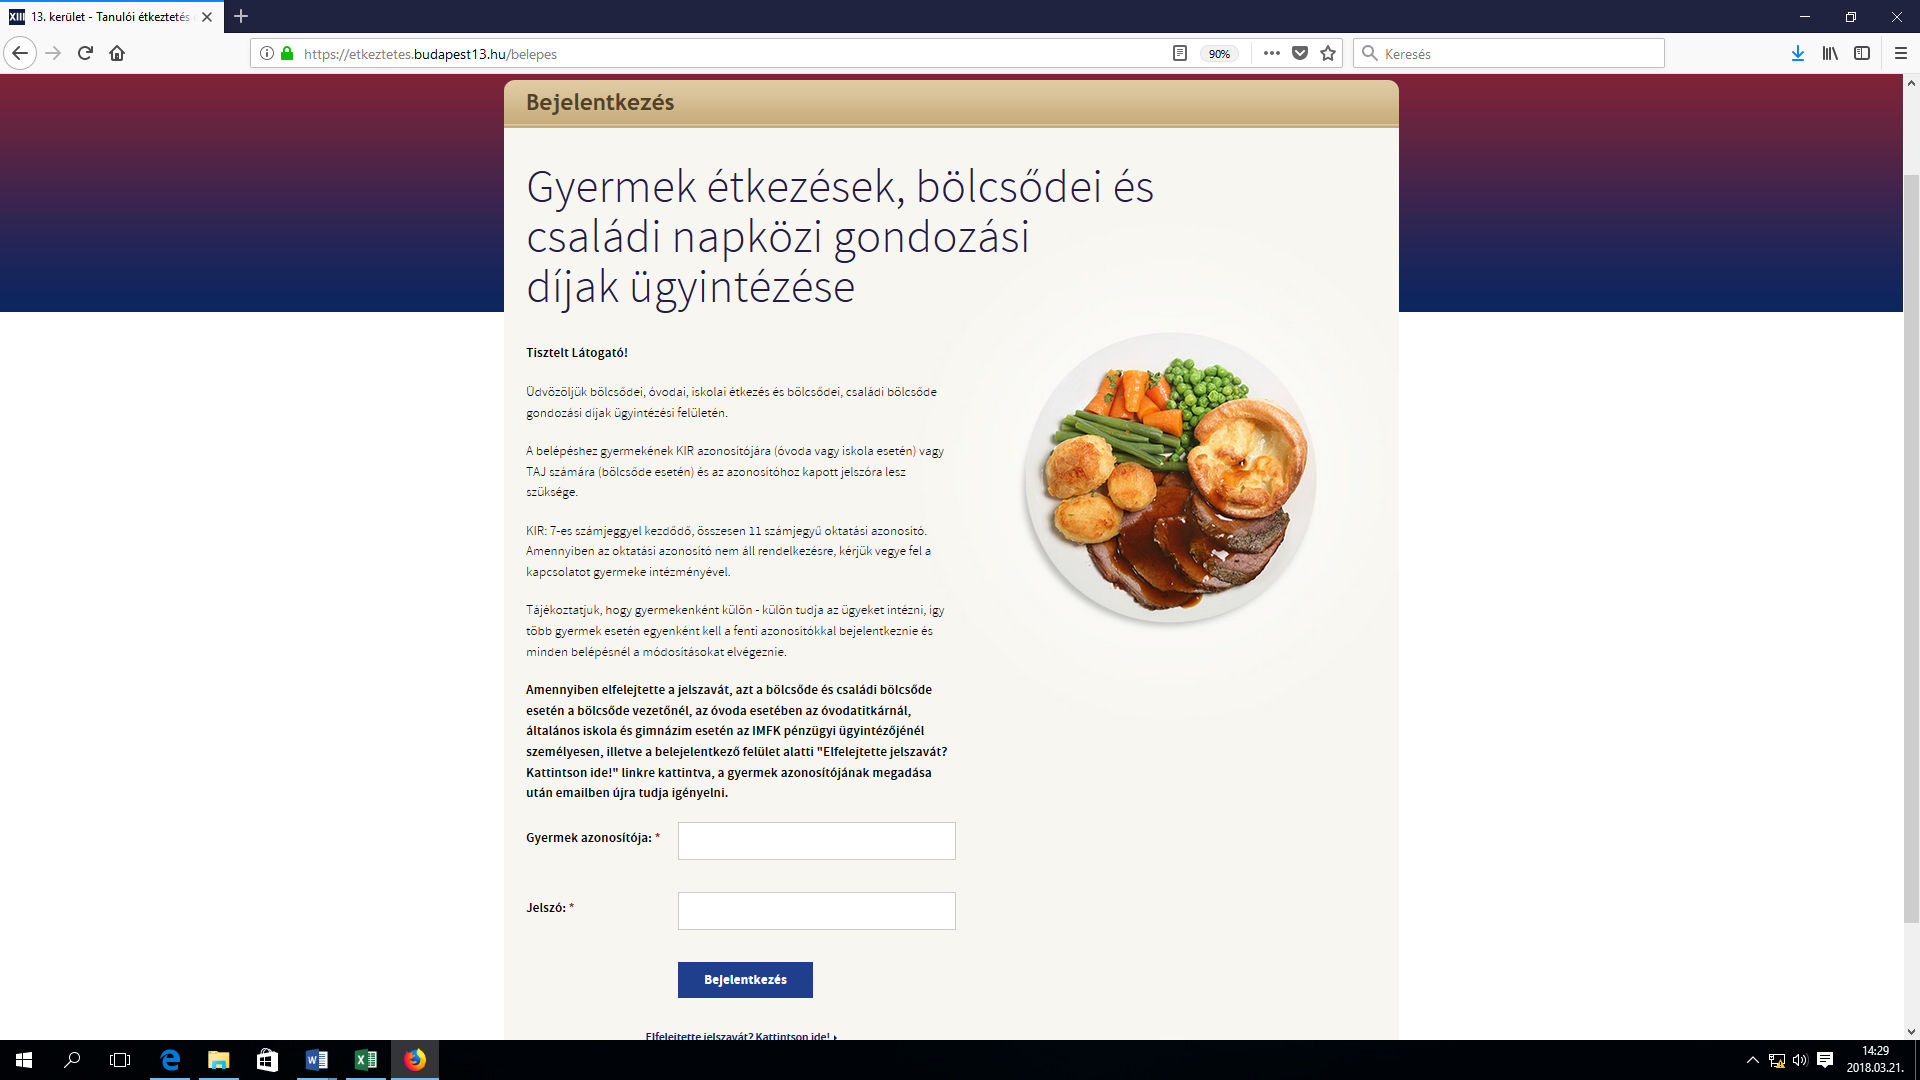 13. kerület - Tanulói étkeztetés
https://etkeztetes.budapest13.hu/belepes
90%
Keresés
Bejelentkezés
Gyermek étkezések, bölcsődei és
családi napközi gondozási
díjak ügyintézése
Tisztelt Látogató!
Üdvözöljük bölcsődei, óvodai, iskolai étkezés és bölcsődei, családi bölcsőde
gondozási díjak ügyintézési felületén.
A belépéshez gyermekének KIR azonosítójára (óvoda vagy iskola esetén) vagy
TAJ számára (bölcsőde esetén) és az azonosítóhoz kapott jelszóra lesz
szüksége.
KIR: 7-es számjeggyel kezdődő, összesen 11 számjegyű oktatási azonosító.
Amennyiben az oktatási azonosító nem áll rendelkezésre, kérjük vegye fel a
kapcsolatot gyermeke intézményével.
Tájékoztatjuk, hogy gyermekenként külön - külön tudja az ügyeket intézni, így
több gyermek esetén egyenként kell a fenti azonosítókkal bejelentkeznie és
minden belépésnél a módosításokat elvégeznie.
Amennyiben elfelejtette a jelszavát, azt a bölcsőde és családi bölcsőde
esetén a bölcsőde vezetőnél, az óvoda esetében az óvodatitkárnál,
általános iskola és gimnázim esetén az IMFK pénzügyi ügyintézőjénél
személyesen, illetve a belejelentkező felület alatti "Elfelejtette jelszavát?
Kattintson ide!" linkre kattintva, a gyermek azonosítójának megadása
után emailben újra tudja igényelni.
Gyermek azonosítója: *
Jelszó: *
Bejelentkezés
Elfelejtette jelszavát? Kattintson ide!
14:29
2018.03.21.